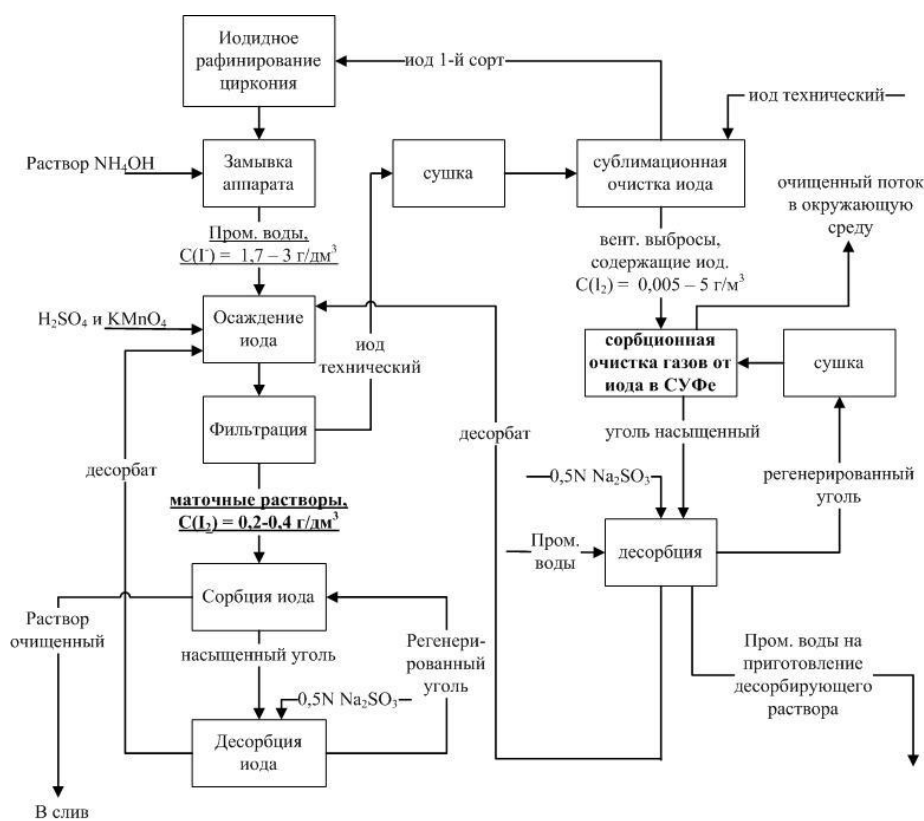 Иодидное
рафинирование
циркония
иод 1-й сорт
иод технический
Раствор NH₄OH
Замывка
аппарата
сушка
сублимационная
очистка иода
очищенный поток
в окружающую
среду
Пром. воды,
C(I⁻) = 1,7 – 3 г/дм³
вент. выбросы,
содержащие иод.
C(I₂) = 0,005 – 5 г/м³
H₂SO₄ и KMnO₄
Осаждение
иода
иод
технический
сорбционная
очистка газов от
иода в СУФе
сушка
Фильтрация
десорбат
десорбат
уголь насыщенный
регенерированный
уголь
маточные растворы,
C(I₂) = 0,2-0,4 г/дм³
0,5N Na₂SO₃
Пром.
воды
десорбция
Сорбция иода
Раствор
очищенный
насыщенный уголь
Регенери-
рованный
уголь
Пром. воды на
приготовление
десорбирующего
раствора
0,5N Na₂SO₃
Десорбция
иода
В слив